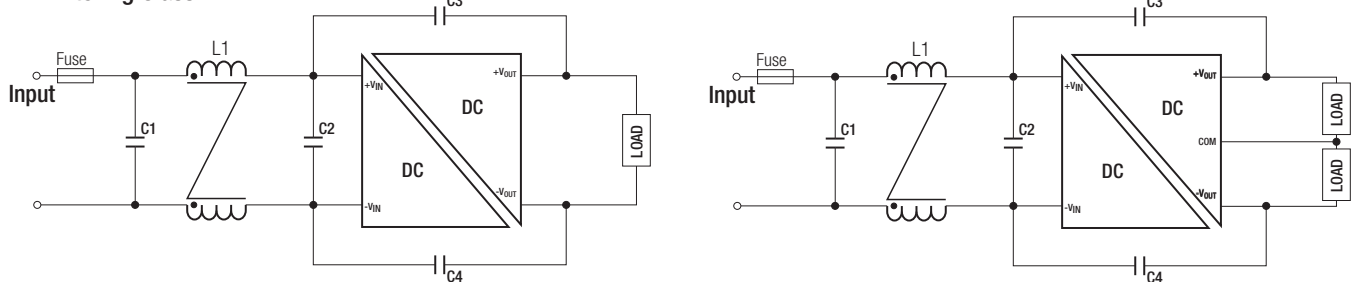 C3
Fuse
L1
+VIN
+VOUT
Input
DC
C1
C2
LOAD
DC
-VOUT
-VIN
C4
C3
Fuse
L1
+VIN
+VOUT
Input
DC
LOAD
C1
C2
COM
DC
LOAD
-VOUT
-VIN
C4